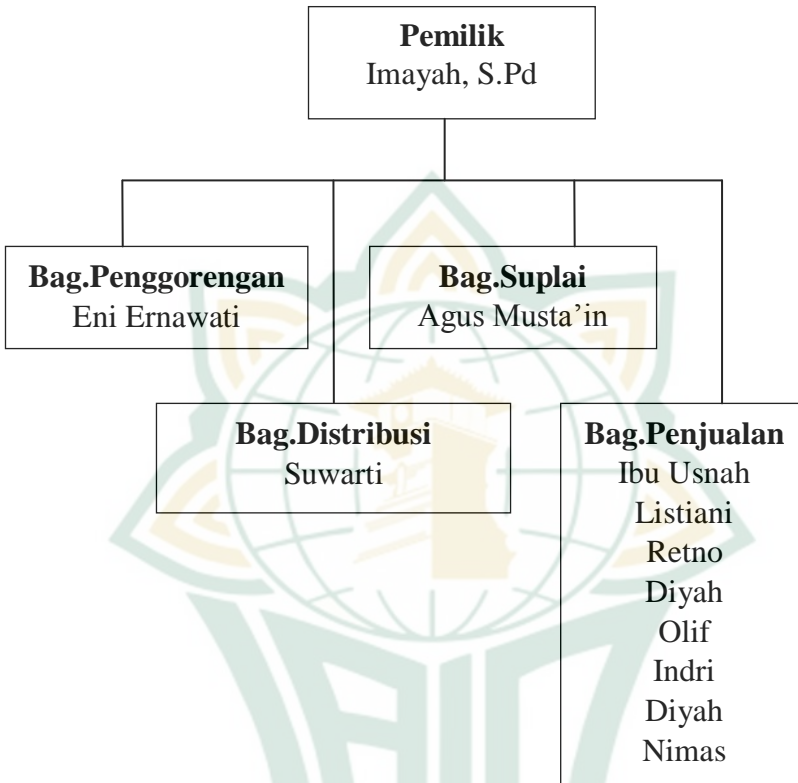 Pemilik
Imayah, S.Pd
Bag.Penggorengan
Eni Ernawati
Bag.Suplai
Agus Musta’in
Bag.Distribusi
Suwarti
Bag.Penjualan
Ibu Usnah
Listiani
Retno
Diyah
Olif
Indri
Diyah
Nimas